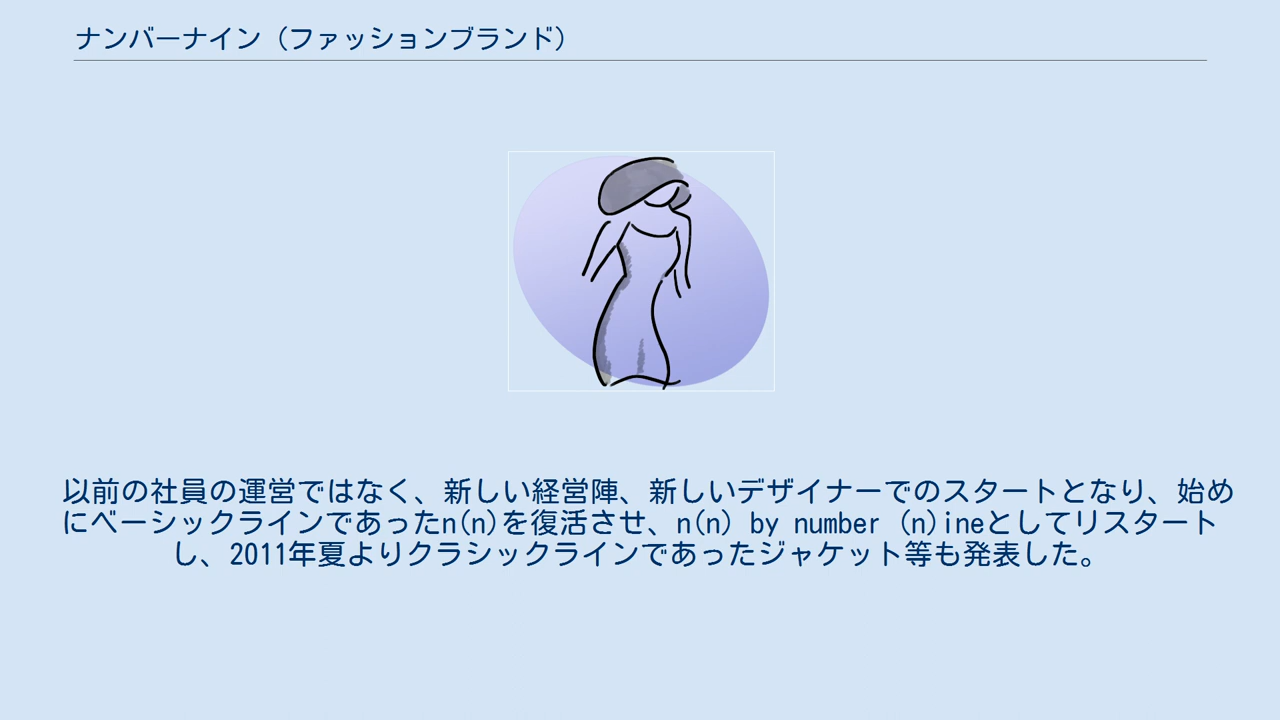 ナンバーナイン（ファッションブランド）
以前の社員の運営ではなく、新しい経営陣、新しいデザイナーでのスタートとなり、始め
にベーシックラインであったn(n)を復活させ、n(n) by number (n)ineとしてリスタート
し、2011年夏よりクラシックラインであったジャケット等も発表した。